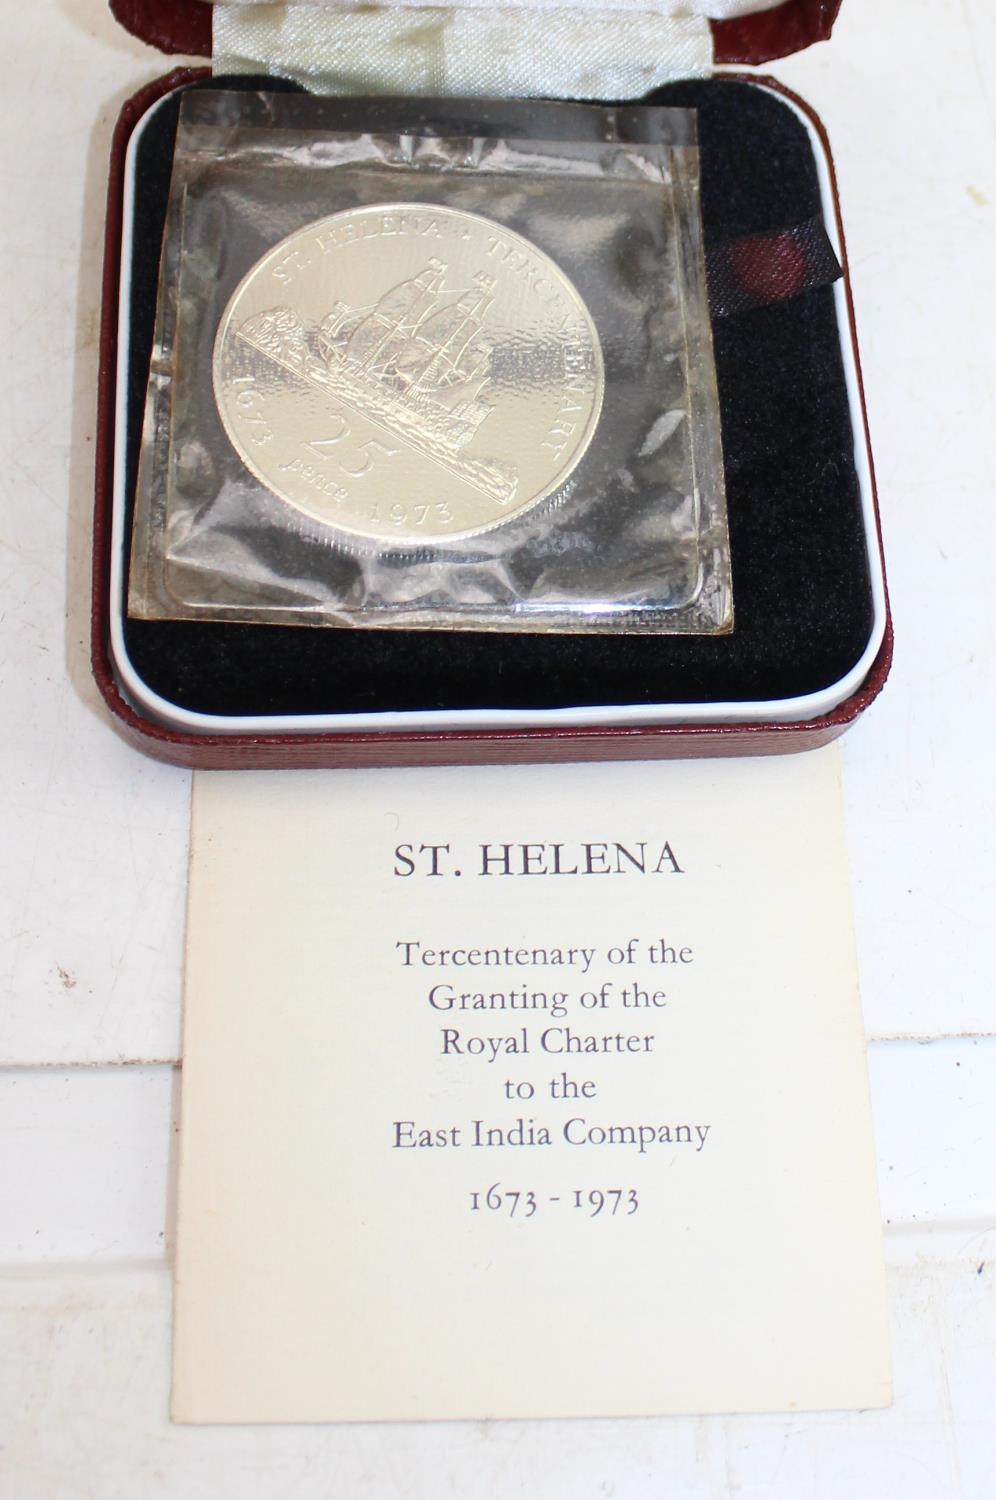 ST. HELENA · TERCENTENARY
1673
25
pence
1973
ST. HELENA
Tercentenary of the
Granting of the
Royal Charter
to the
East India Company
1673 - 1973